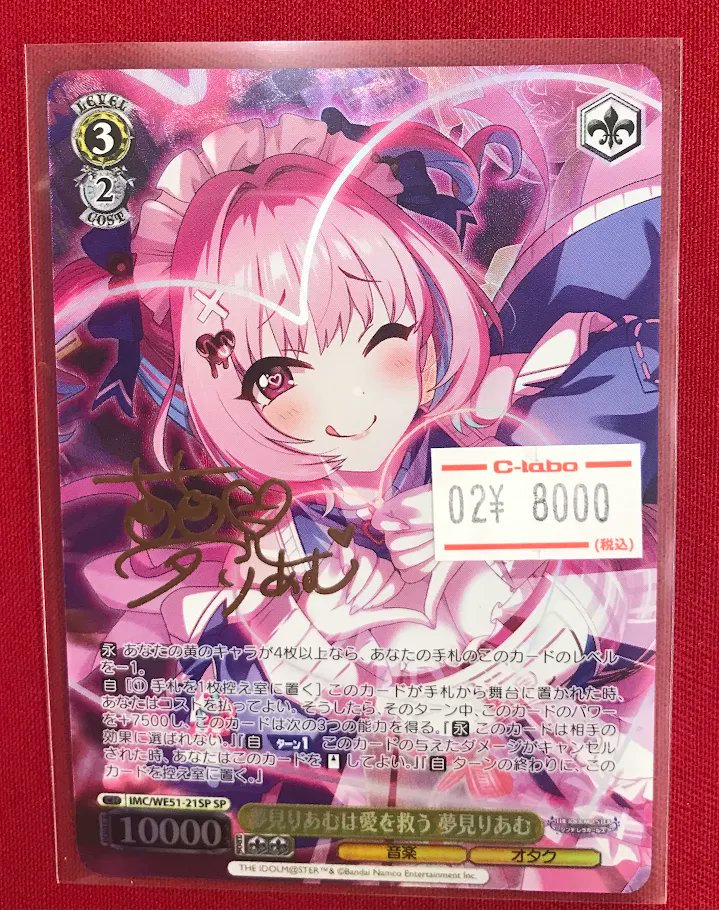 LEVEL
3
2
COST
C-labo
02¥ 8000
(税込)
夢見
りあむ
永 あなたの黄のキャラが4枚以上なら、あなたの手札のこのカードのレベル
を-1。
自 [① 手札を1枚控え室に置く] このカードが手札から舞台に置かれた時、
あなたはコストを払ってよい。そうしたら、そのターン中、このカードのパワー
を+7500し、このカードは次の3つの能力を得る。『永 このカードは相手の
効果に選ばれない。』『自 ターン1 このカードの与えたダメージがキャンセル
された時、あなたはこのカードをしてよい。』『自 ターンの終わりに、この
カードを控え室に置く。』
CH IMC/WE51-21SP SP
10000
夢見りあむは愛を救う 夢見りあむ
音楽
オタク
THE IDOLM@STER™& ©Bandai Namco Entertainment Inc.